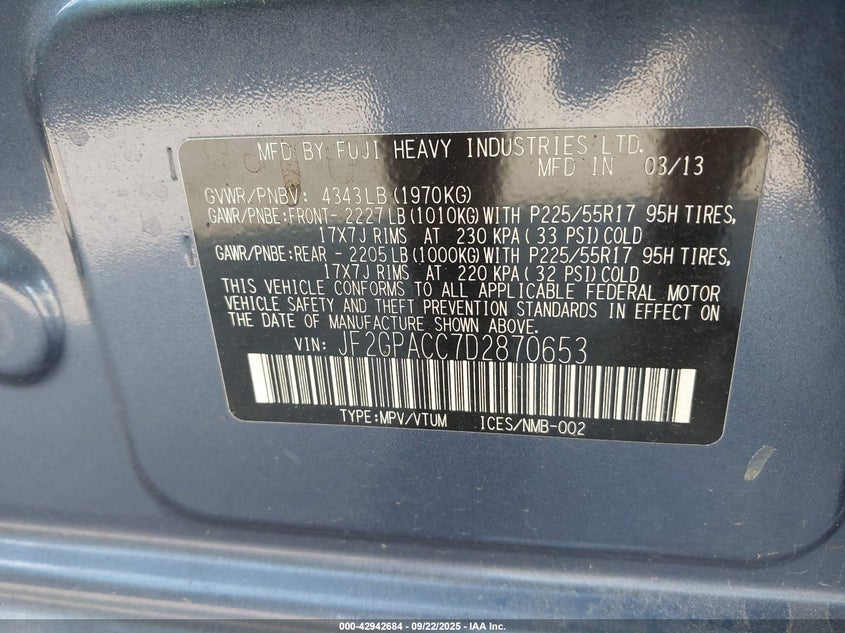 MFD BY FUJI HEAVY INDUSTRIES LTD.
MFD IN 03/13
GVWR/PNBV: 4343LB(1970KG)
GAWR/PNBE:FRONT- 2227LB(1010KG)WITH P225/55R17 95H TIRES,
17X7J RIMS AT 230 KPA(33 PSI)COLD
GAWR/PNBE:REAR - 2205LB(1000KG)WITH P225/55R17 95H TIRES,
17X7J RIMS AT 220 KPA(32 PSI)COLD
THIS VEHICLE CONFORMS TO ALL APPLICABLE FEDERAL MOTOR
VEHICLE SAFETY AND THEFT PREVENTION STANDARDS IN EFFECT ON
THE DATE OF MANUFACTURE SHOWN ABOVE.
VIN: JF2GPACC7D2870653
TYPE:MPV/VTUM ICES/NMB-002
000-42942684 - 09/22/2025 - IAA Inc.